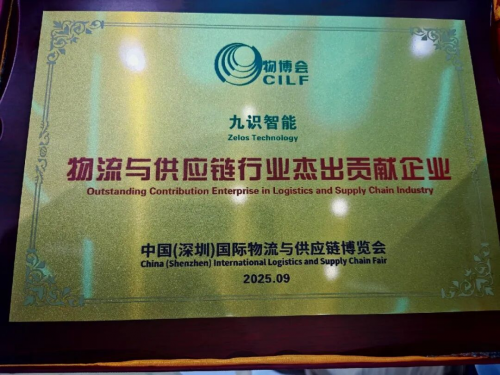 物博会
CILF
九识智能
Zelos Technology
物流与供应链行业杰出贡献企业
Outstanding Contribution Enterprise in Logistics and Supply Chain Industry
中国(深圳)国际物流与供应链博览会
China (Shenzhen) International Logistics and Supply Chain Fair
2025.09